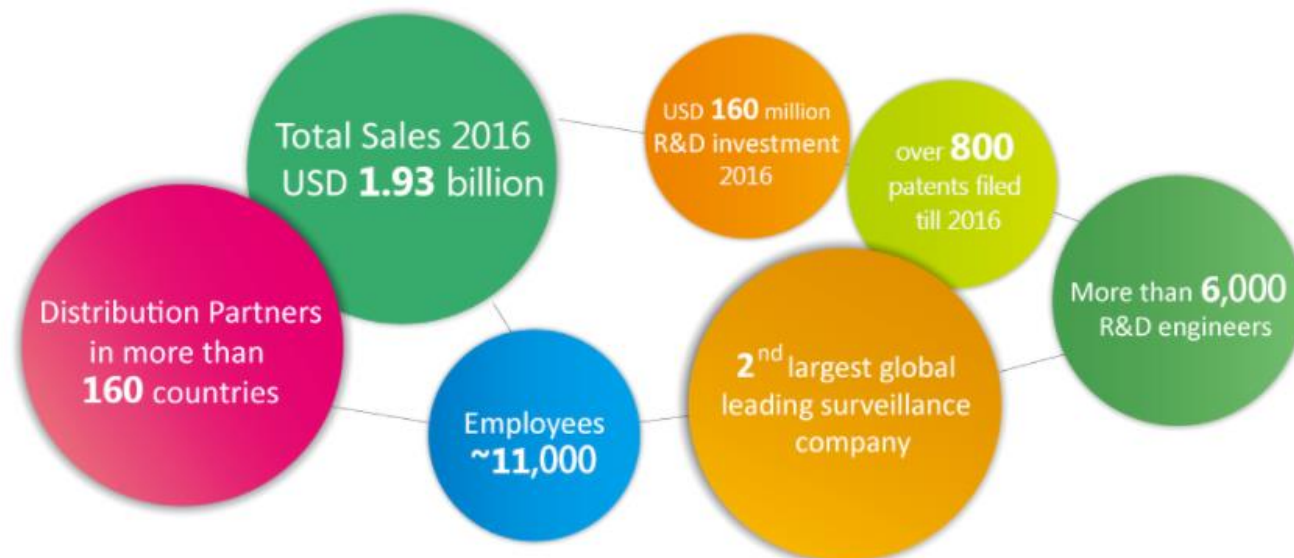 Total Sales 2016
USD 1.93 billion
USD 160 million
R&D investment
2016
over 800
patents filed
till 2016
More than 6,000
R&D engineers
Distribution Partners
in more than
160 countries
Employees
~11,000
2nd largest global
leading surveillance
company